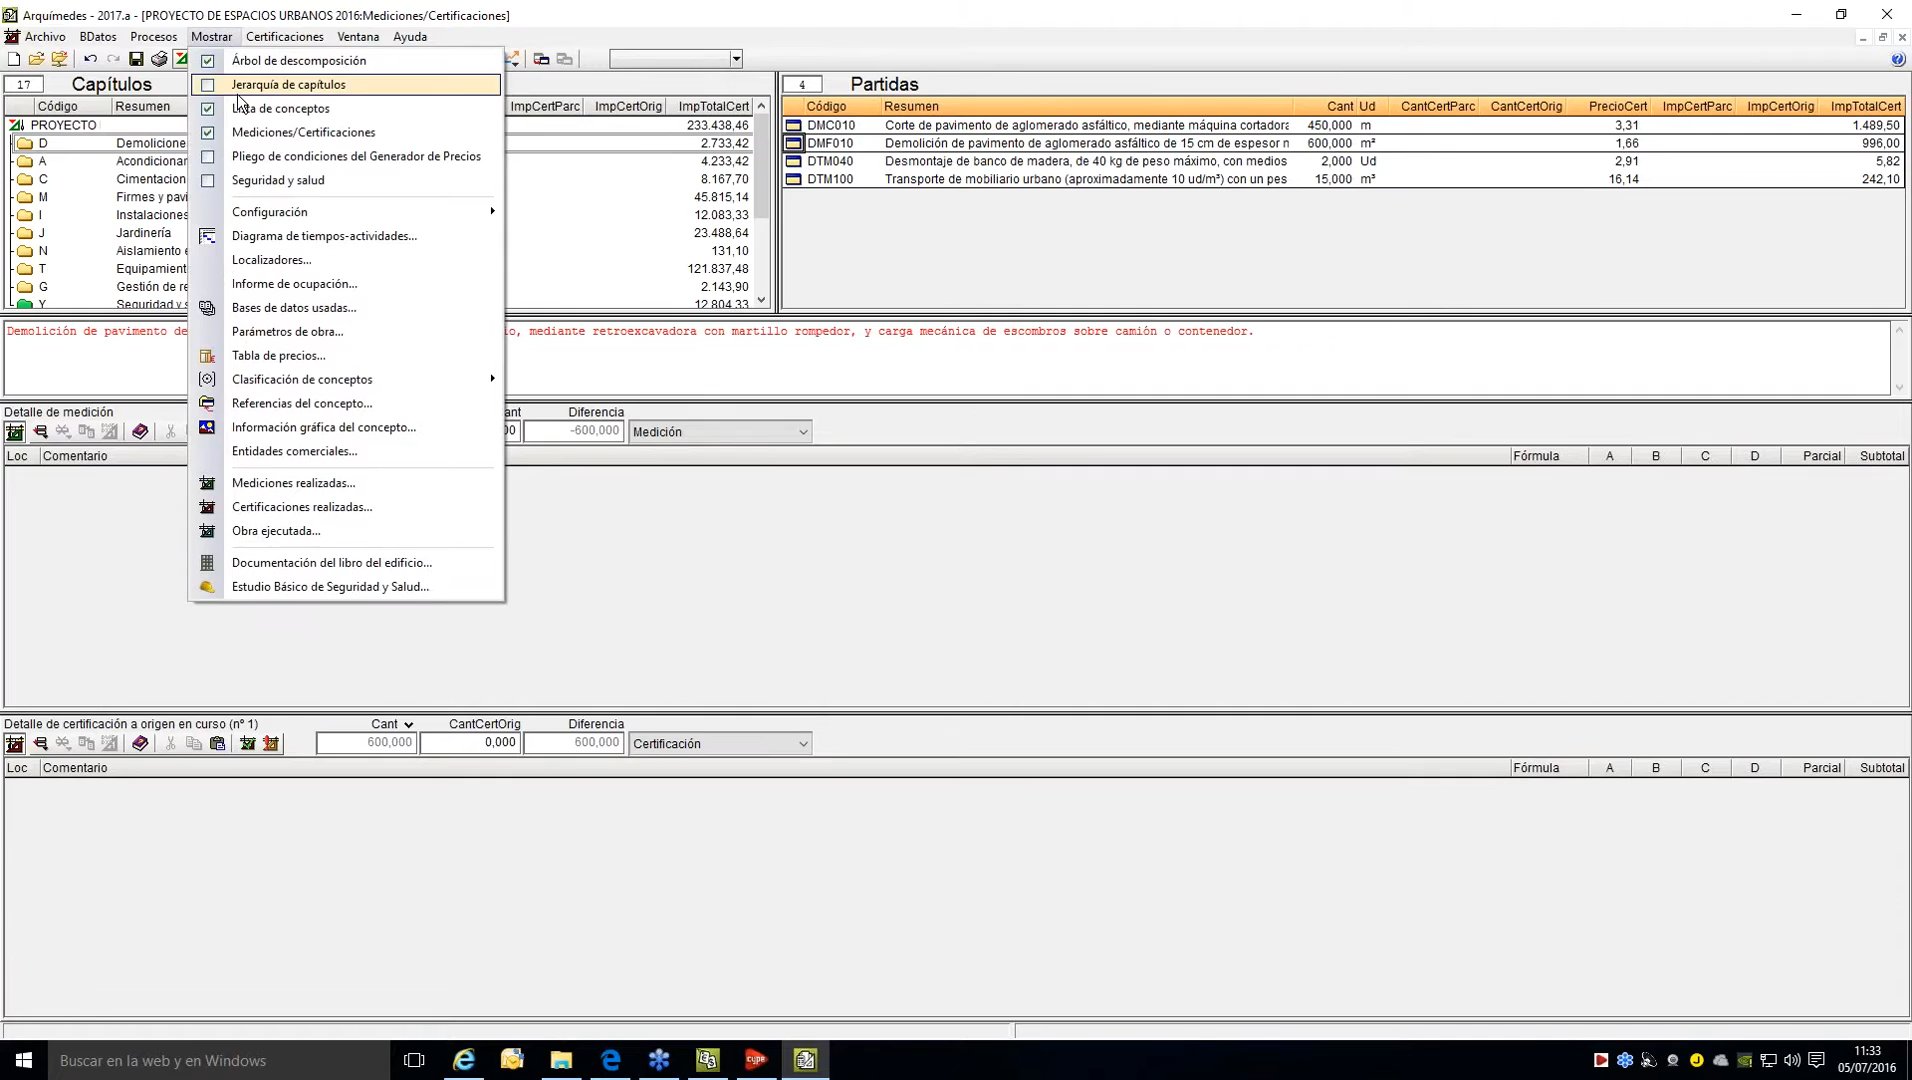 Arquímedes - 2017.a - [PROYECTO DE ESPACIOS URBANOS 2016:Mediciones/Certificaciones]
Archivo BDatos Procesos Mostrar Certificaciones Ventana Ayuda
17 Capítulos
Código Resumen ImpCertParc ImpCertOrig ImpTotalCert
PROYECTO 233.438,46
D Demolicione 2.733,42
A Acondicionar 4.233,42
C Cimentacion 8.167,70
M Firmes y pavi 45.815,14
I Instalaciones 12.083,33
J Jardinería 23.488,64
N Aislamiento e 131,10
T Equipamient 121.837,48
G Gestión de re 2.143,90
Y Seguridad y s 12.804,33
Árbol de descomposición
Jerarquía de capítulos
de conceptos
Mediciones/Certificaciones
Pliego de condiciones del Generador de Precios
Seguridad y salud
Configuración
Diagrama de tiempos-actividades...
Localizadores...
Informe de ocupación...
Bases de datos usadas...
Parámetros de obra...
Tabla de precios...
Clasificación de conceptos
Referencias del concepto...
Información gráfica del concepto...
Entidades comerciales...
Mediciones realizadas...
Certificaciones realizadas...
Obra ejecutada...
Documentación del libro del edificio...
Estudio Básico de Seguridad y Salud...
4 Partidas
Código Resumen Cant Ud CantCertParc CantCertOrig PrecioCert ImpCertParc ImpCertOrig ImpTotalCert
DMC010 Corte de pavimento de aglomerado asfáltico, mediante máquina cortadora 450,000 m 3,31 1.489,50
DMF010 Demolición de pavimento de aglomerado asfáltico de 15 cm de espesor m 600,000 m² 1,66 996,00
DTM040 Desmontaje de banco de madera, de 40 kg de peso máximo, con medios 2,000 Ud 2,91 5,82
DTM100 Transporte de mobiliario urbano (aproximadamente 10 ud/m³) con un pes 15,000 m³ 16,14 242,10
Demolición de pavimento de io, mediante retroexcavadora con martillo rompedor, y carga mecánica de escombros sobre camión o contenedor.
Detalle de medición ant Diferencia
00 -600,000 Medición
Loc Comentario Fórmula A B C D Parcial Subtotal
Detalle de certificación a origen en curso (nº 1) Cant CantCertOrig Diferencia
600,000 0,000 600,000 Certificación
Loc Comentario Fórmula A B C D Parcial Subtotal
Buscar en la web y en Windows
cype
11:33
05/07/2016